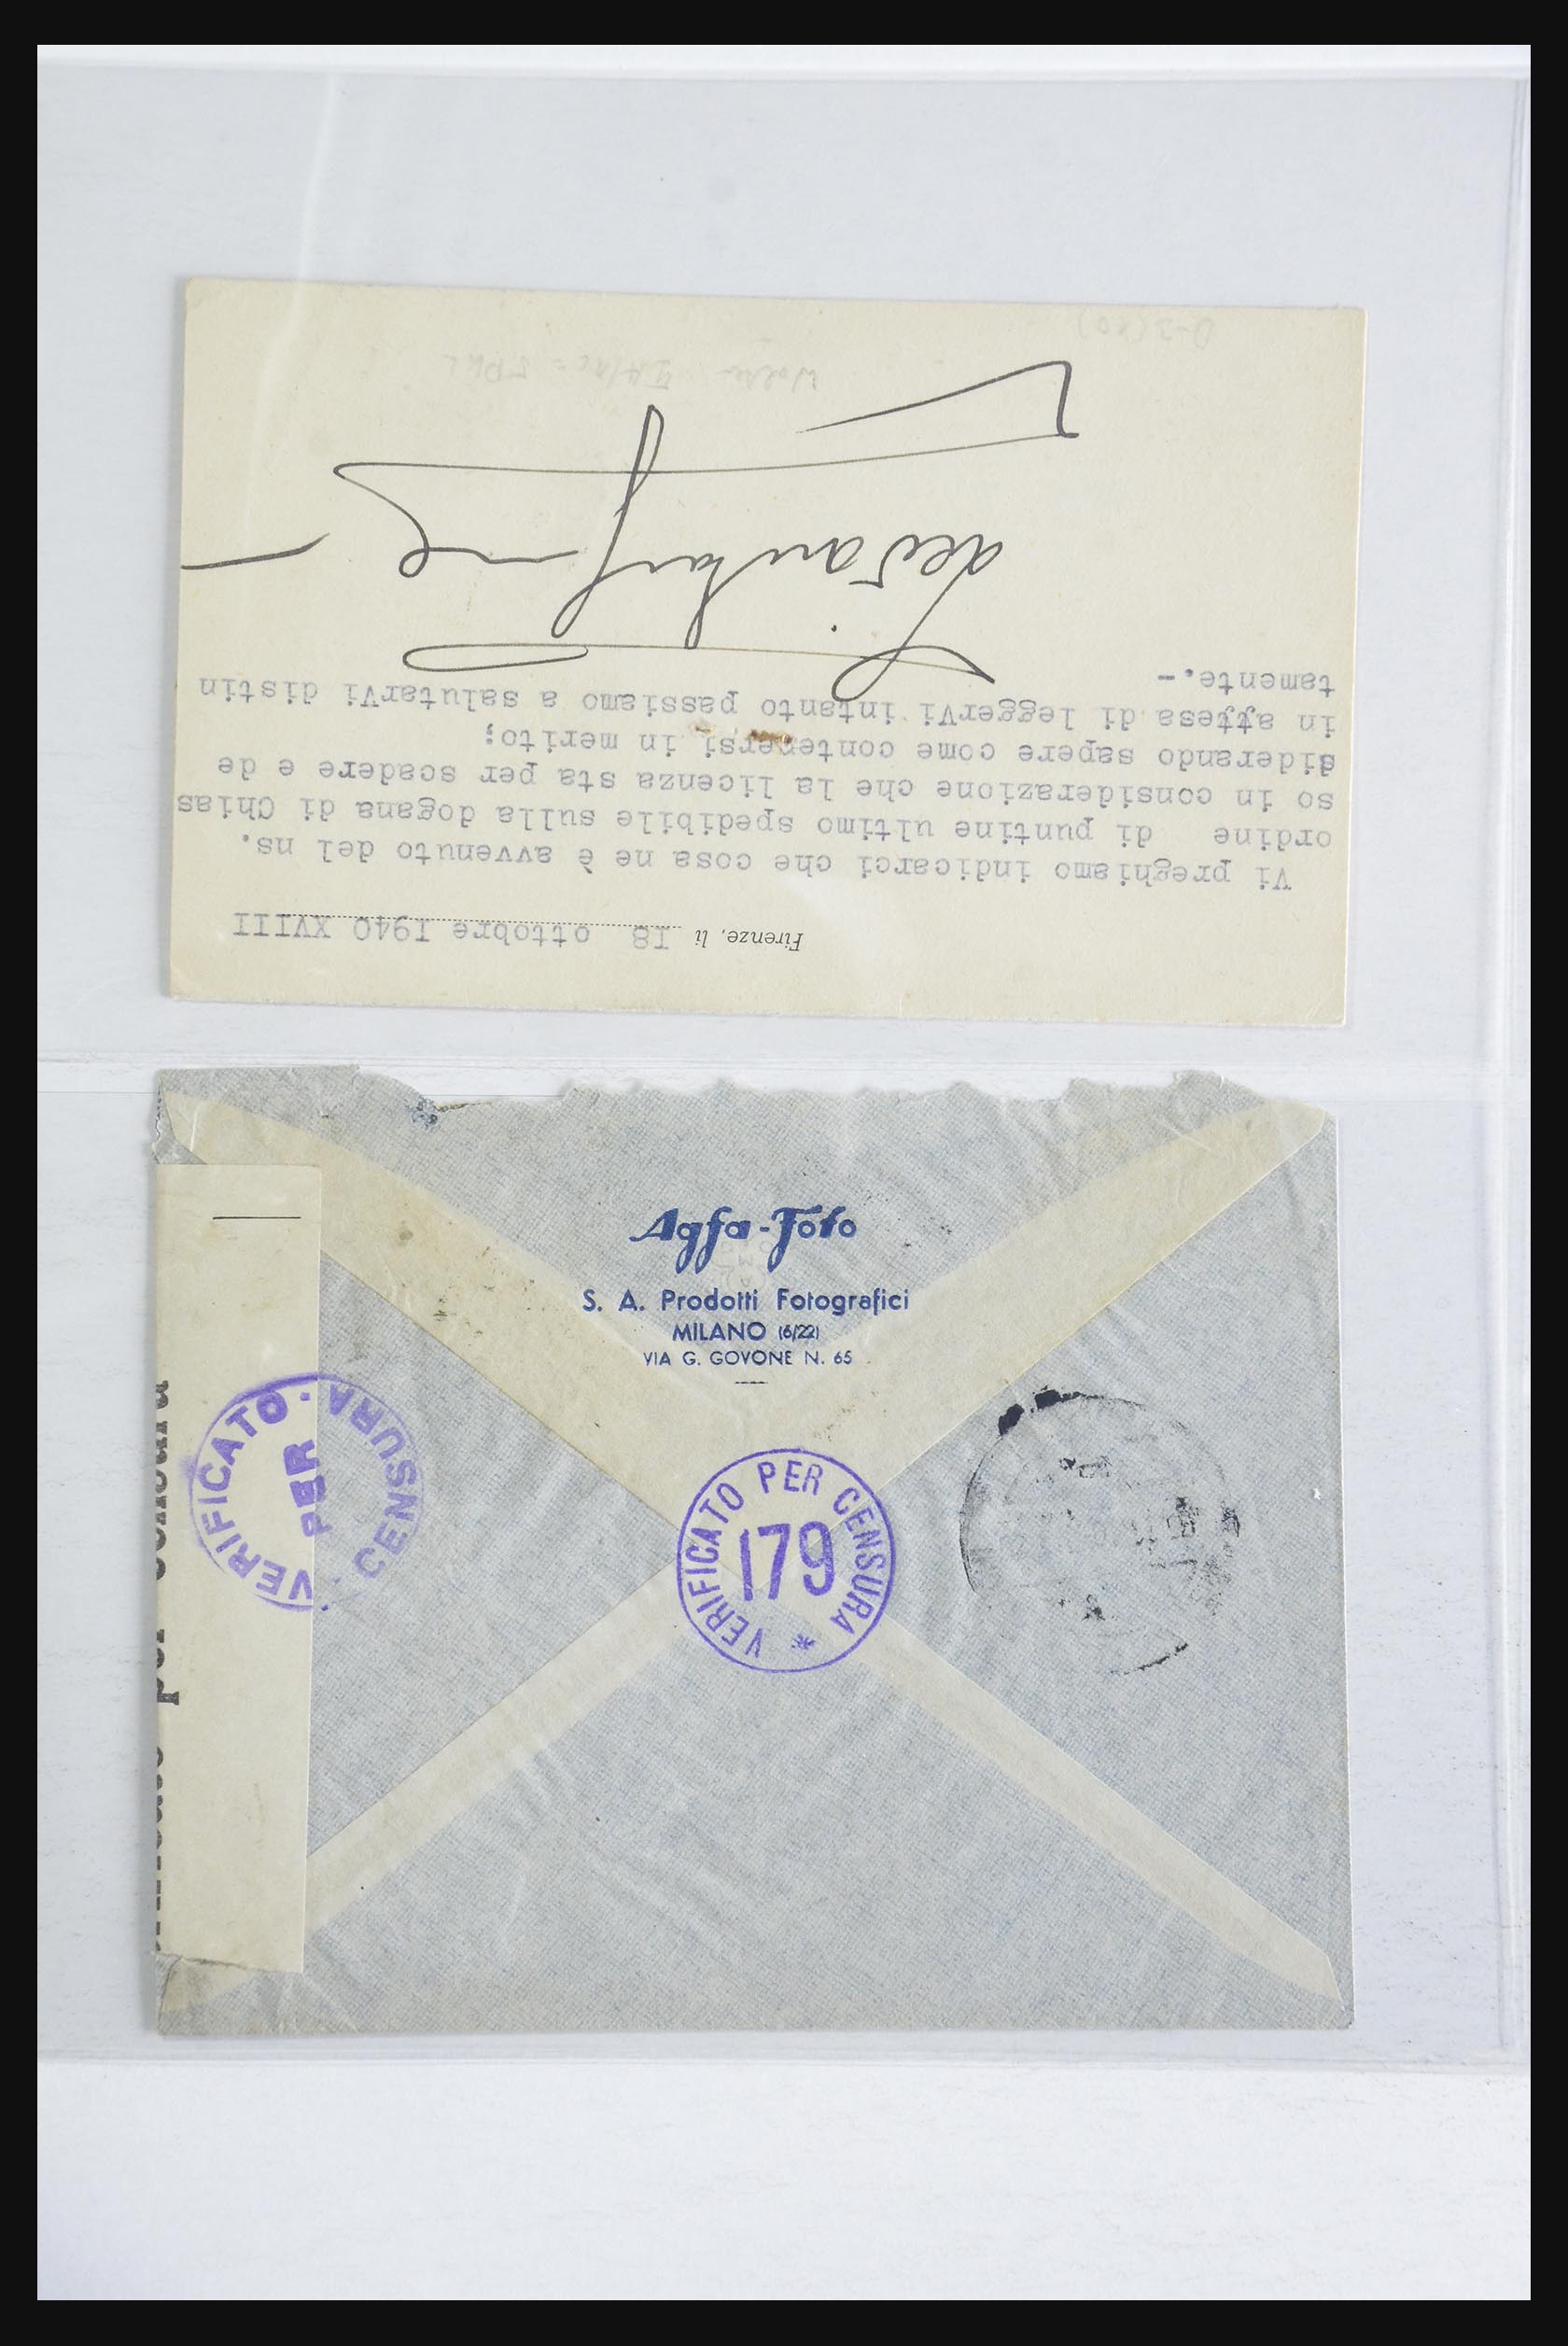 Firenze, li 18 ottobre 1940 XVIII
Vi preghiamo indicarci che cosa ne è avvenuto del ns.
ordine di puntine ultimo spedibile sulla dogana di Chias
so in considerazione che la licenza sta per scadere e de
siderando sapere come contenersi in merito;
in attesa di leggerVi intanto passiamo a salutarVi distin
tamente.-
Agfa-Foto
S. A. Prodotti Fotografici
MILANO (6/22)
VIA G. GOVONE N. 65
VERIFICATO PER CENSURA
VERIFICATO PER CENSURA *
179
per censura